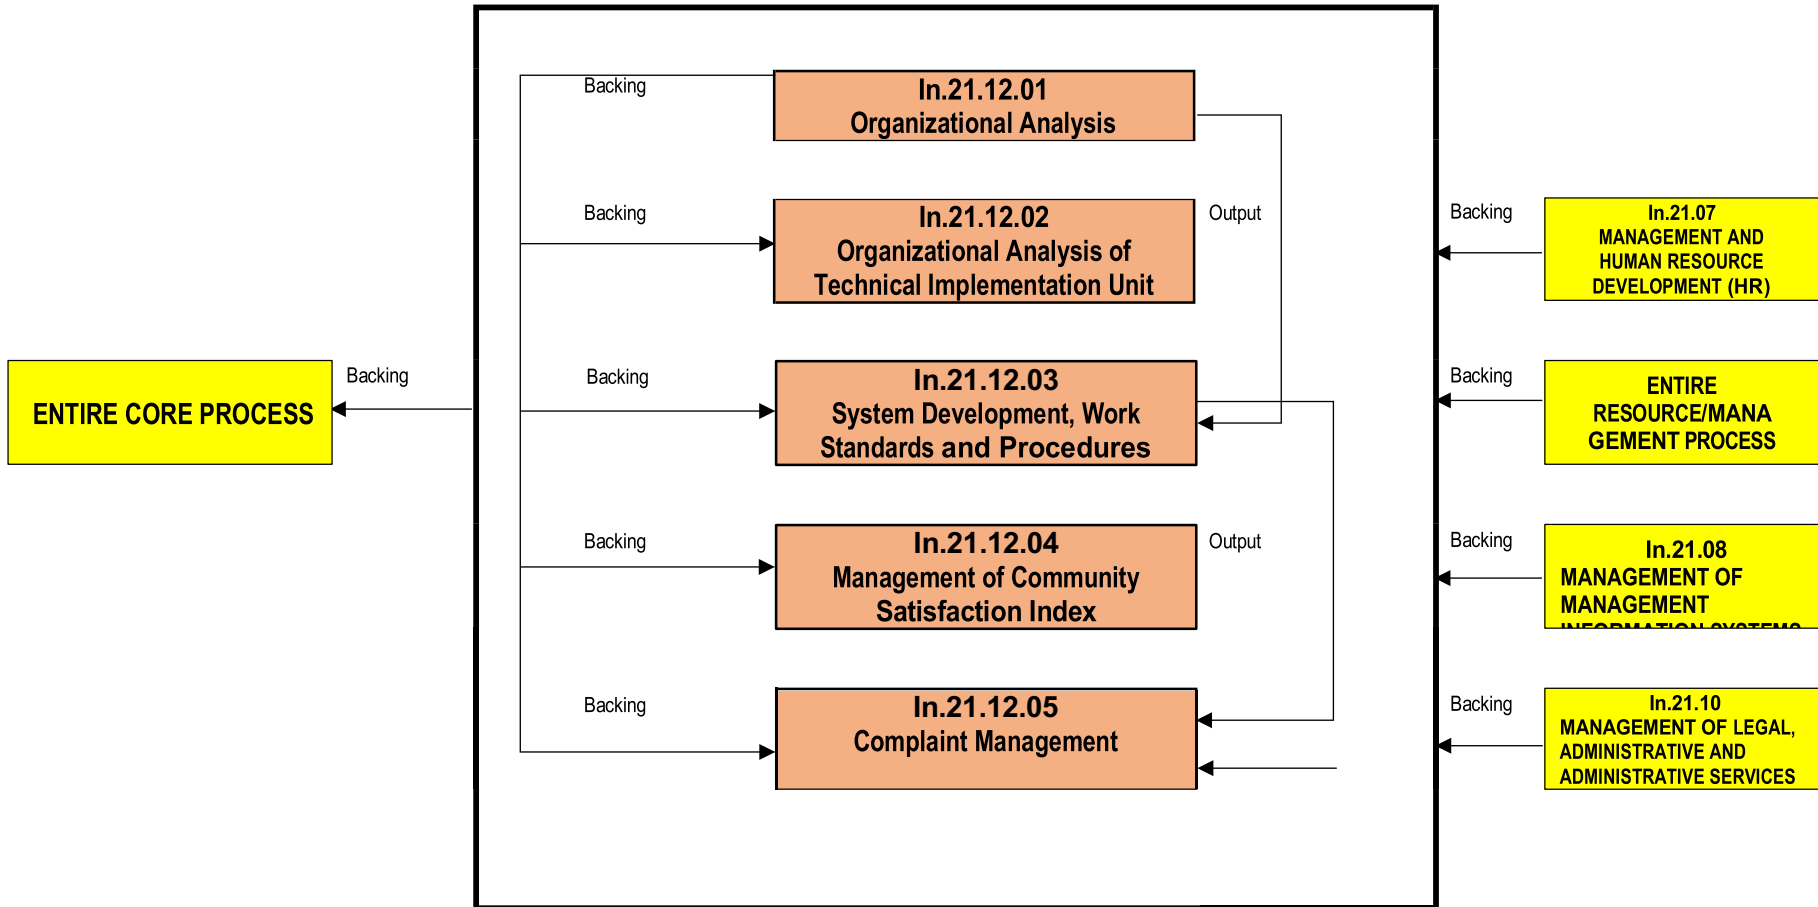 Backing
In.21.12.01
Organizational Analysis
Backing
In.21.12.02
Organizational Analysis of
Technical Implementation Unit
Output
Backing
In.21.07
MANAGEMENT AND
HUMAN RESOURCE
DEVELOPMENT (HR)
ENTIRE CORE PROCESS
Backing
Backing
In.21.12.03
System Development, Work
Standards and Procedures
Backing
ENTIRE
RESOURCE/MANA
GEMENT PROCESS
Backing
In.21.12.04
Management of Community
Satisfaction Index
Output
Backing
In.21.08
MANAGEMENT OF
MANAGEMENT
INFORMATION SYSTEMS
Backing
In.21.12.05
Complaint Management
Backing
In.21.10
MANAGEMENT OF LEGAL,
ADMINISTRATIVE AND
ADMINISTRATIVE SERVICES